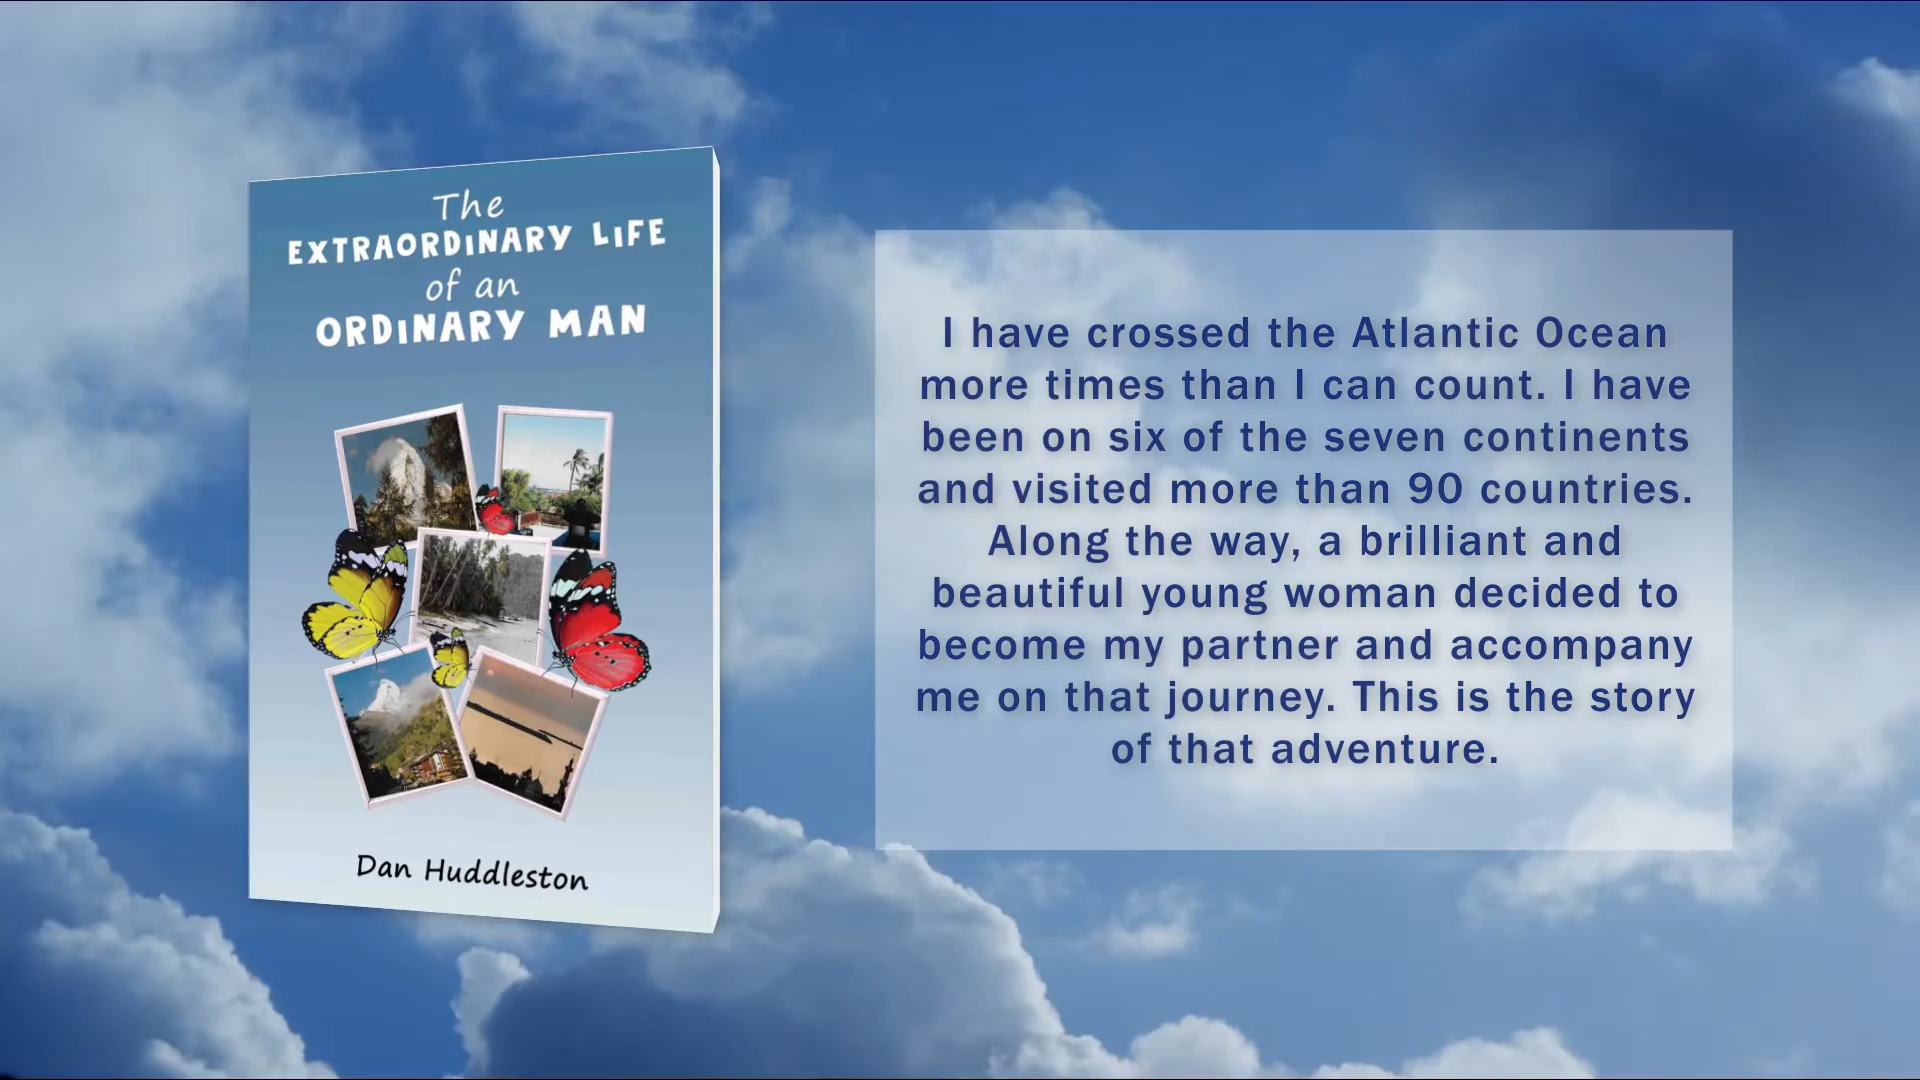 The
EXTRAORDiNARY LiFE
of an
ORDiNARY MAN
Dan Huddleston
I have crossed the Atlantic Ocean
more times than I can count. I have
been on six of the seven continents
and visited more than 90 countries.
Along the way, a brilliant and
beautiful young woman decided to
become my partner and accompany
me on that journey. This is the story
of that adventure.